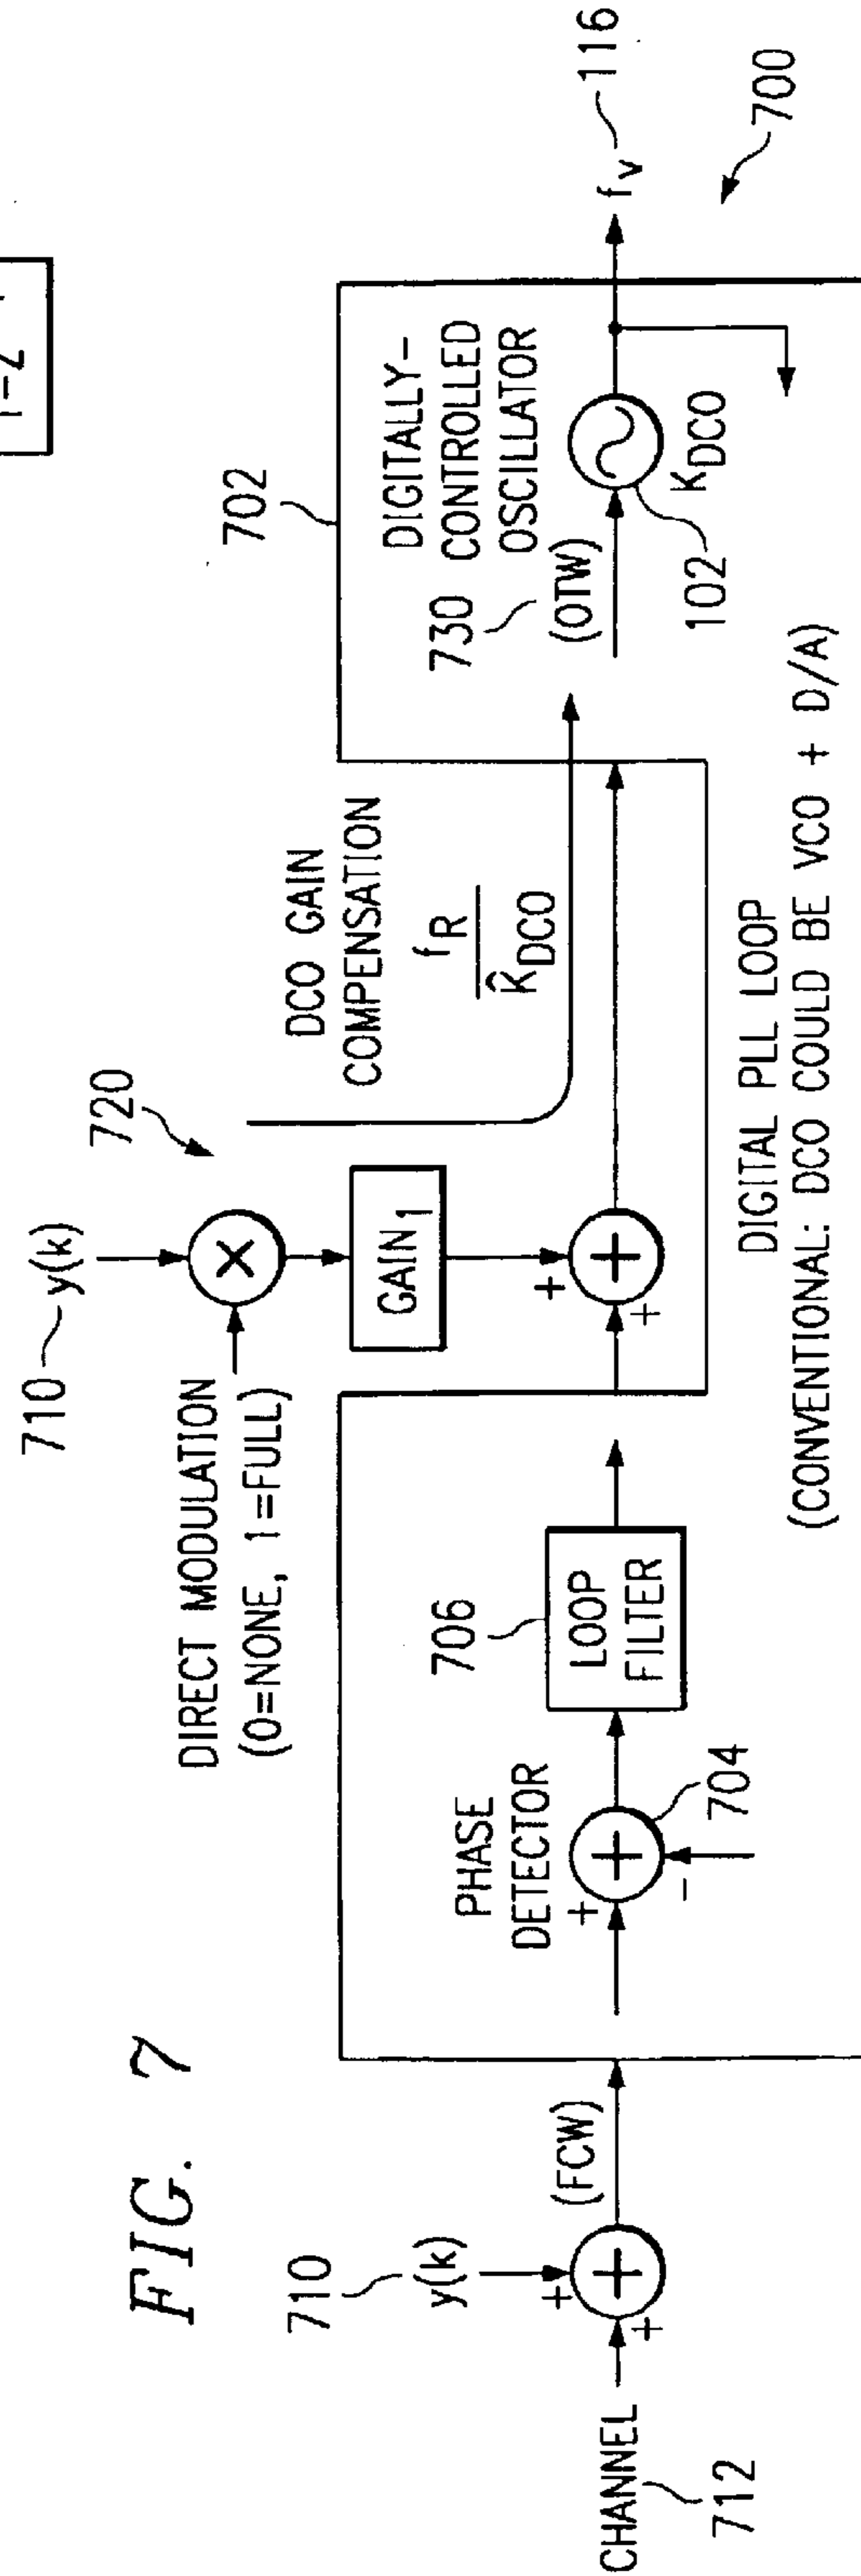 FIG. 7
710
y(k)
CHANNEL
712
+
+
+
(FCW)
PHASE
DETECTOR
+
+
-
704
706
LOOP
FILTER
710 y(k)
720
DIRECT MODULATION
(0=NONE, 1=FULL)
×
GAIN1
+
+
+
DCO GAIN
COMPENSATION
fR
K̂DCO
702
DIGITALLY-
730 CONTROLLED
(OTW) OSCILLATOR
102
KDCO
fV 116
700
DIGITAL PLL LOOP
(CONVENTIONAL: DCO COULD BE VCO + D/A)